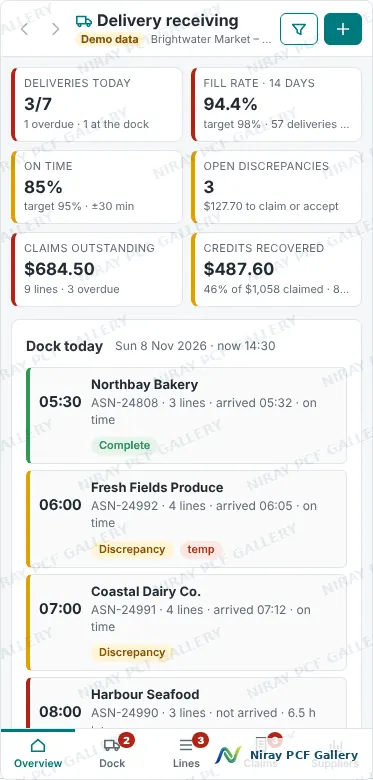 Delivery receiving
Demo data Brightwater Market – ...
DELIVERIES TODAY
3/7
1 overdue · 1 at the dock
FILL RATE · 14 DAYS
94.4%
target 98% · 57 deliveries ...
ON TIME
85%
target 95% · ±30 min
OPEN DISCREPANCIES
3
$127.70 to claim or accept
CLAIMS OUTSTANDING
$684.50
9 lines · 3 overdue
CREDITS RECOVERED
$487.60
46% of $1,058 claimed · 8...
Dock today Sun 8 Nov 2026 · now 14:30
05:30
Northbay Bakery
ASN-24808 · 3 lines · arrived 05:32 · on
time
Complete
06:00
Fresh Fields Produce
ASN-24992 · 4 lines · arrived 06:05 · on
time
Discrepancy temp
07:00
Coastal Dairy Co.
ASN-24991 · 4 lines · arrived 07:12 · on
time
Discrepancy
08:00
Harbour Seafood
ASN-24990 · 3 lines · not arrived · 6.5 h
Overview
Dock 2
Lines 3
Claims 3
Suppliers
Niray PCF Gallery
NIRAY PCF GALLERY